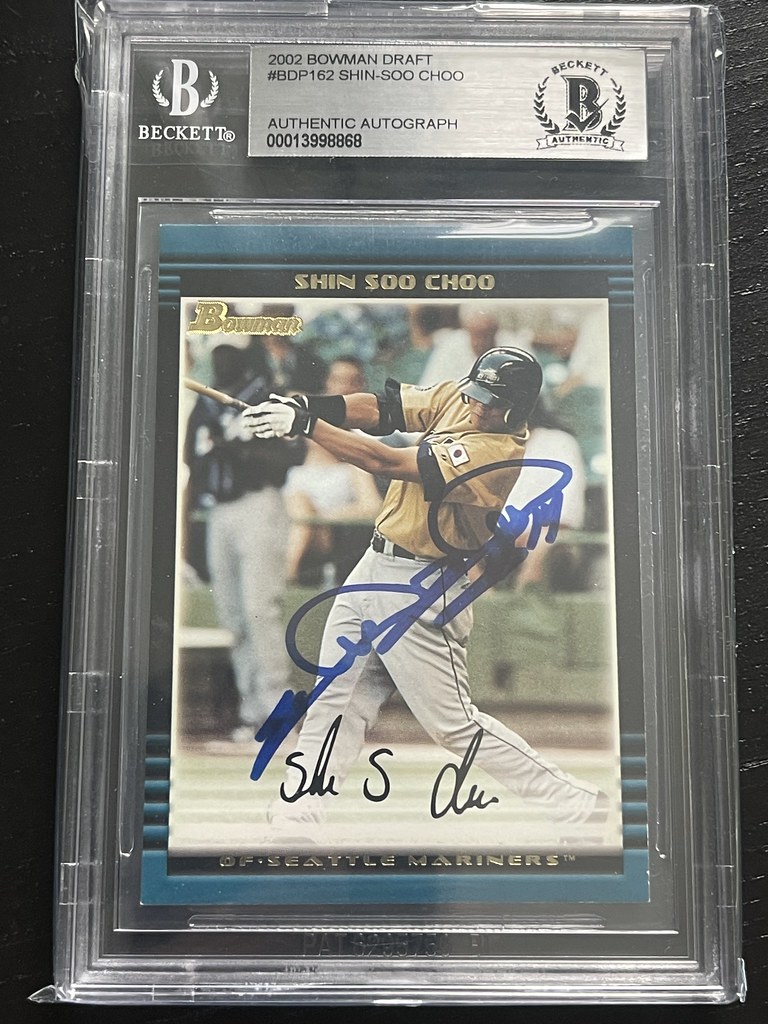 BECKETT®
2002 BOWMAN DRAFT
#BDP162 SHIN-SOO CHOO
AUTHENTIC AUTOGRAPH
00013998868
BECKETT
B
AUTHENTIC
SHIN SOO CHOO
Bowman
OF·SEATTLE MARINERS™